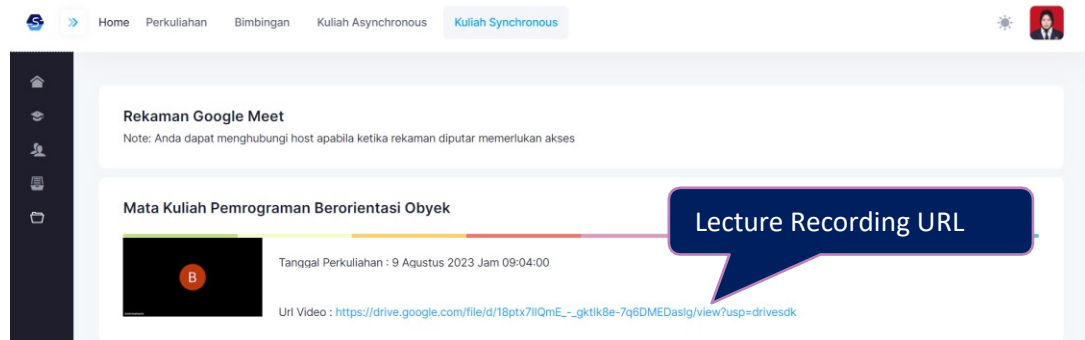 Home Perkuliahan Bimbingan Kuliah Asynchronous Kuliah Synchronous
Rekaman Google Meet
Note: Anda dapat menghubungi host apabila ketika rekaman diputar memerlukan akses
Mata Kuliah Pemrograman Berorientasi Obyek
Lecture Recording URL
B
Tanggal Perkuliahan : 9 Agustus 2023 Jam 09:04:00
Url Video : https://drive.google.com/file/d/18ptx7IlQmE_-_gktIk8e-7q6DMEDasIg/view?usp=drivesdk